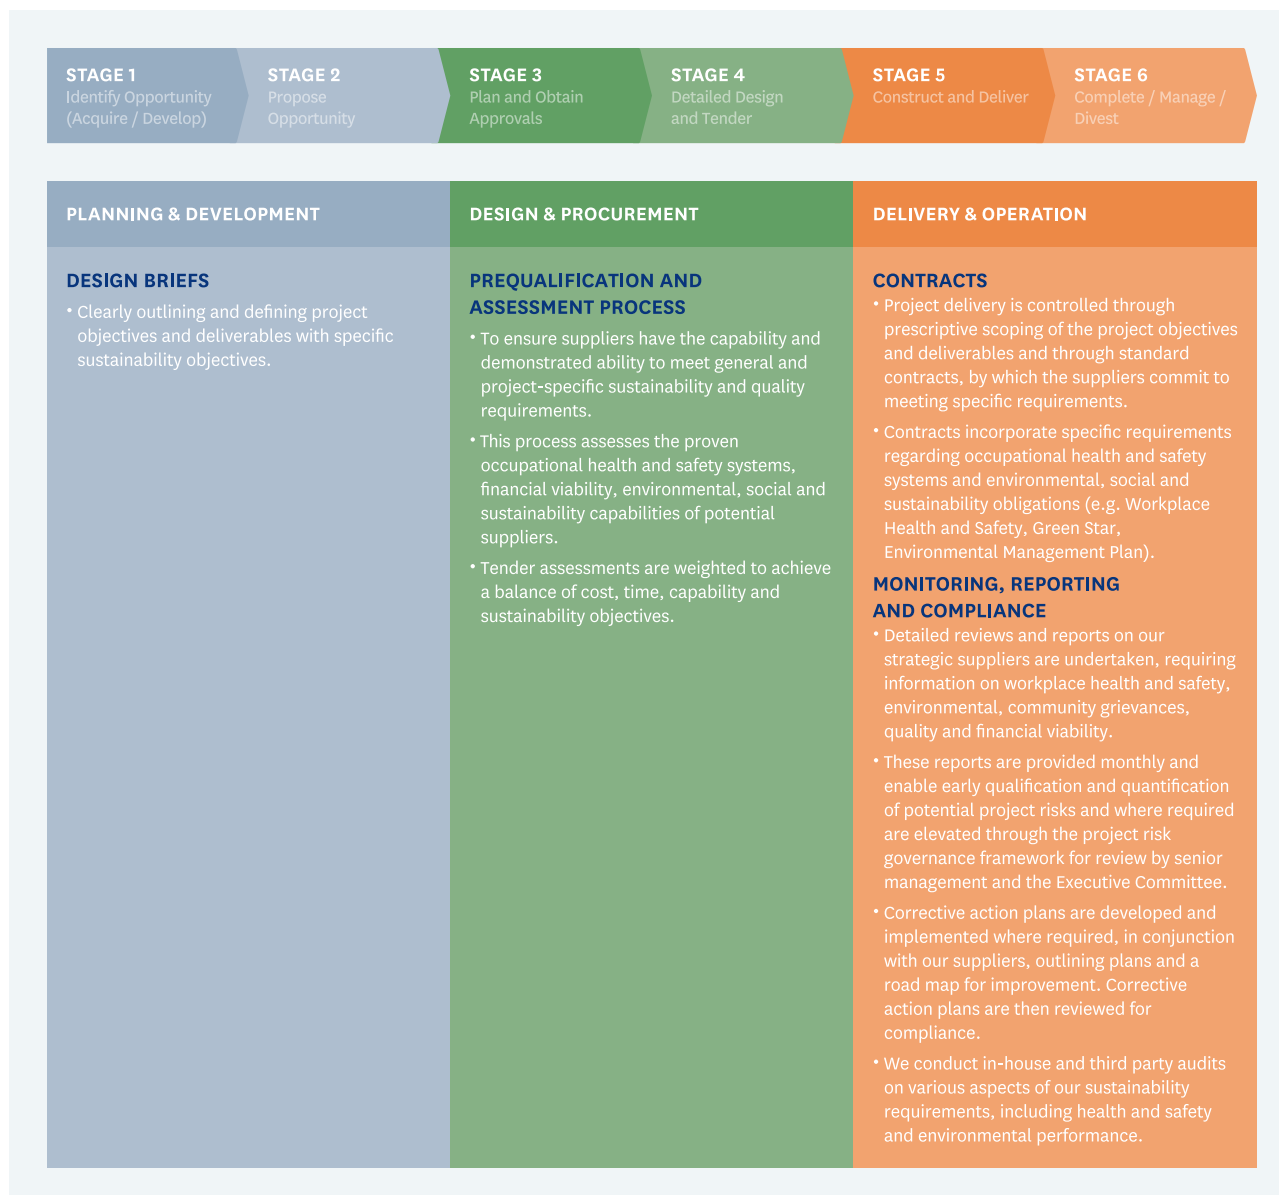 STAGE 1
Identify Opportunity
(Acquire / Develop)
STAGE 2
Propose
Opportunity
STAGE 3
Plan and Obtain
Approvals
STAGE 4
Detailed Design
and Tender
STAGE 5
Construct and Deliver
STAGE 6
Complete / Manage /
Divest
PLANNING & DEVELOPMENT
DESIGN BRIEFS
• Clearly outlining and defining project
objectives and deliverables with specific
sustainability objectives.
DESIGN & PROCUREMENT
PREQUALIFICATION AND
ASSESSMENT PROCESS
• To ensure suppliers have the capability and
demonstrated ability to meet general and
project-specific sustainability and quality
requirements.
• This process assesses the proven
occupational health and safety systems,
financial viability, environmental, social and
sustainability capabilities of potential
suppliers.
• Tender assessments are weighted to achieve
a balance of cost, time, capability and
sustainability objectives.
DELIVERY & OPERATION
CONTRACTS
• Project delivery is controlled through
prescriptive scoping of the project objectives
and deliverables and through standard
contracts, by which the suppliers commit to
meeting specific requirements.
• Contracts incorporate specific requirements
regarding occupational health and safety
systems and environmental, social and
sustainability obligations (e.g. Workplace
Health and Safety, Green Star,
Environmental Management Plan).
MONITORING, REPORTING
AND COMPLIANCE
• Detailed reviews and reports on our
strategic suppliers are undertaken, requiring
information on workplace health and safety,
environmental, community grievances,
quality and financial viability.
• These reports are provided monthly and
enable early qualification and quantification
of potential project risks and where required
are elevated through the project risk
governance framework for review by senior
management and the Executive Committee.
• Corrective action plans are developed and
implemented where required, in conjunction
with our suppliers, outlining plans and a
road map for improvement. Corrective
action plans are then reviewed for
compliance.
• We conduct in-house and third party audits
on various aspects of our sustainability
requirements, including health and safety
and environmental performance.